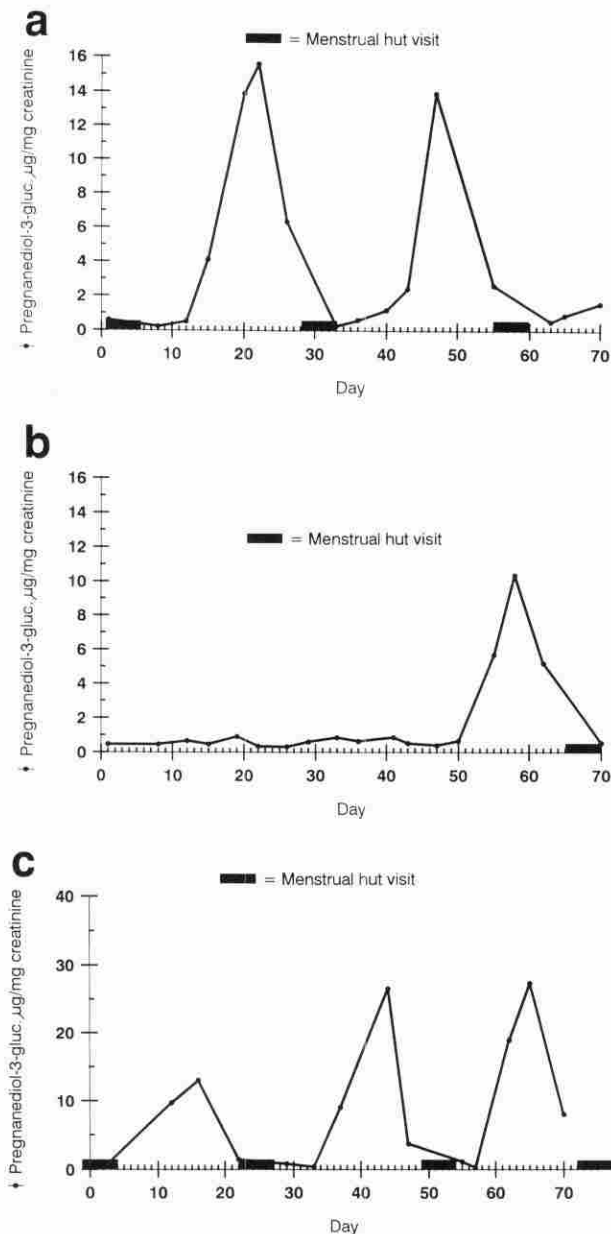 a
= Menstrual hut visit
Pregnanediol-3-gluc. µg/mg creatinine
16
14
12
10
8
6
4
2
0
0 10 20 30 40 50 60 70
Day
b
= Menstrual hut visit
Pregnanediol-3-gluc. µg/mg creatinine
16
14
12
10
8
6
4
2
0
0 10 20 30 40 50 60 70
Day
c
= Menstrual hut visit
Pregnanediol-3-gluc. µg/mg creatinine
40
30
20
10
0
0 10 20 30 40 50 60 70
Day